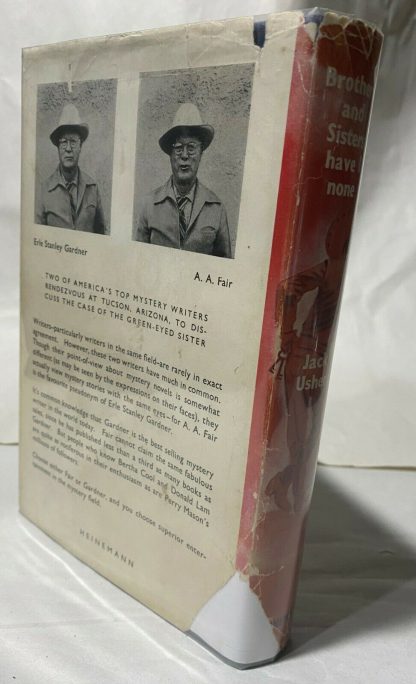 Erle Stanley Gardner
A. A. Fair
TWO OF AMERICA'S TOP MYSTERY WRITERS
RENDEZVOUS AT TUCSON, ARIZONA, TO DIS-
CUSS THE CASE OF THE GREEN-EYED SISTER
Writers—particularly writers in the same field—are rarely in exact
agreement. However, these two writers have much in common.
Though their point-of-view about mystery novels is somewhat
different (as may be seen by the expressions on their faces), they
actually view mystery stories with the same eyes—for A. A. Fair
is the favourite pseudonym of Erle Stanley Gardner.
It's common knowledge that Gardner is the best selling mystery
writer in the world today. Fair cannot claim the same fabulous
sales, since he has published less than a third as many books as
Gardner. But people who know Bertha Cool and Donald Lam
are quite as numerous in their enthusiasm as are Perry Mason's
millions of followers.
Choose either Fair or Gardner, and you choose superior enter-
tainment in the mystery field.
HEINEMANN
Brothers
and
Sisters
have
none
Jack
Usher